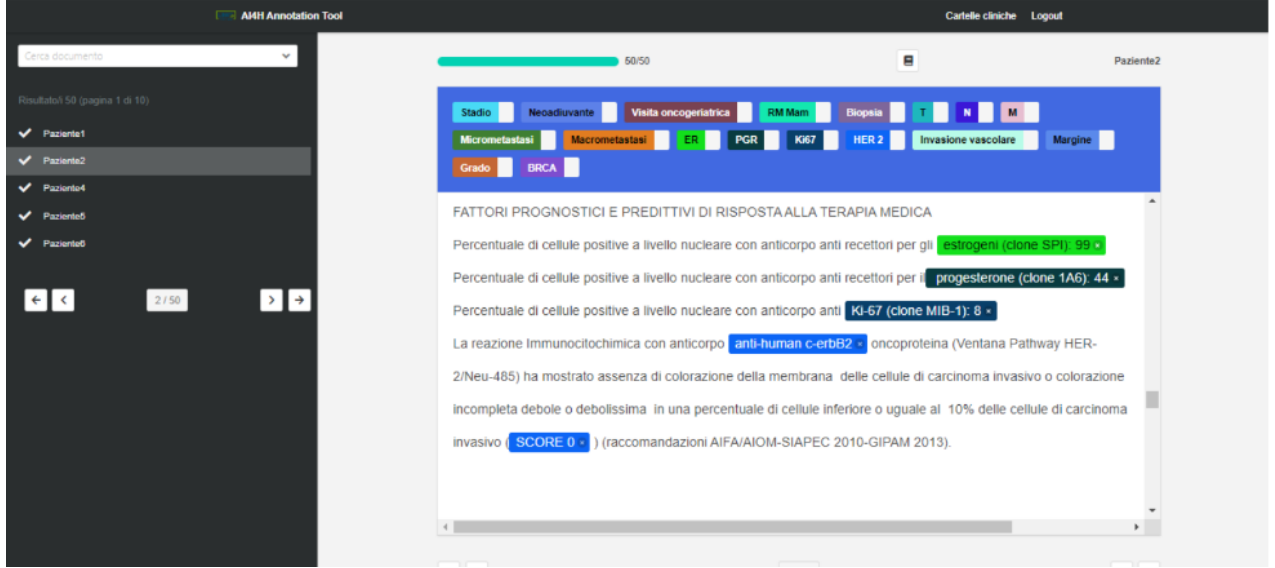 AI4H Annotation Tool
Cartelle cliniche Logout
Cerca documento
Risultato/i 50 (pagina 1 di 10)
Paziente1
Paziente2
Paziente4
Paziente5
Paziente6
2 / 50
50/50
Paziente2
Stadio Neoadiuvante Visita oncogeriatrica RM Mam Biopsia T N M
Micrometastasi Macrometastasi ER PGR Ki67 HER 2 Invasione vascolare Margine
Grado BRCA
FATTORI PROGNOSTICI E PREDITTIVI DI RISPOSTA ALLA TERAPIA MEDICA
Percentuale di cellule positive a livello nucleare con anticorpo anti recettori per gli estrogeni (clone SPI): 99 ×
Percentuale di cellule positive a livello nucleare con anticorpo anti recettori per il progesterone (clone 1A6): 44 ×
Percentuale di cellule positive a livello nucleare con anticorpo anti Ki-67 (clone MIB-1): 8 ×
La reazione Immunocitochimica con anticorpo anti-human c-erbB2 × oncoproteina (Ventana Pathway HER-
2/Neu-485) ha mostrato assenza di colorazione della membrana delle cellule di carcinoma invasivo o colorazione
incompleta debole o debolissima in una percentuale di cellule inferiore o uguale al 10% delle cellule di carcinoma
invasivo ( SCORE 0 × ) (raccomandazioni AIFA/AIOM-SIAPEC 2010-GIPAM 2013).